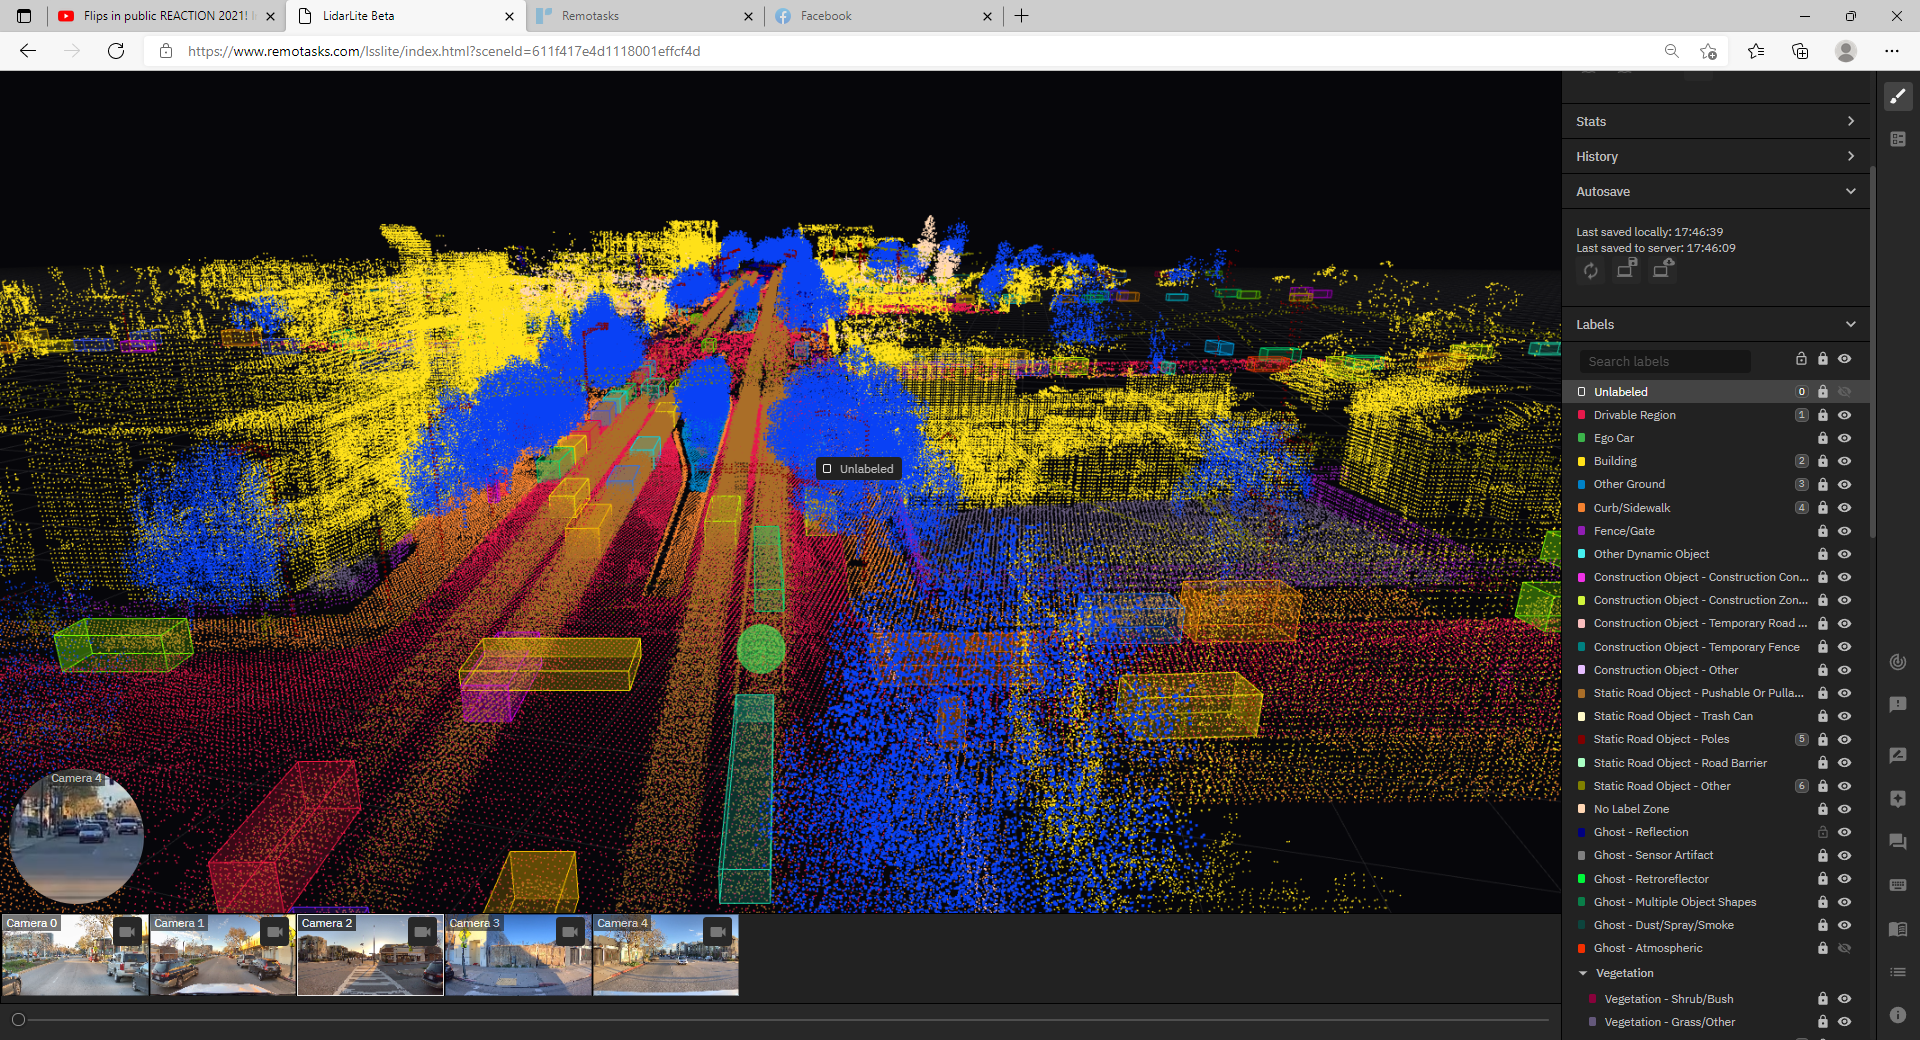 Flips in public REACTION 2021!
LidarLite Beta
Remotasks
Facebook
https://www.remotasks.com/lsslite/index.html?sceneId=611f417e4d1118001effcf4d
Stats
History
Autosave
Last saved locally: 17:46:39
Last saved to server: 17:46:09
Labels
Search labels
Unlabeled 0
Drivable Region 1
Ego Car
Building 2
Other Ground 3
Curb/Sidewalk 4
Fence/Gate
Other Dynamic Object
Construction Object - Construction Con...
Construction Object - Construction Zon...
Construction Object - Temporary Road ...
Construction Object - Temporary Fence
Construction Object - Other
Static Road Object - Pushable Or Pulla...
Static Road Object - Trash Can
Static Road Object - Poles 5
Static Road Object - Road Barrier
Static Road Object - Other 6
No Label Zone
Ghost - Reflection
Ghost - Sensor Artifact
Ghost - Retroreflector
Ghost - Multiple Object Shapes
Ghost - Dust/Spray/Smoke
Ghost - Atmospheric
Vegetation
Vegetation - Shrub/Bush
Vegetation - Grass/Other
Unlabeled
Camera 4
Camera 0
Camera 1
Camera 2
Camera 3
Camera 4